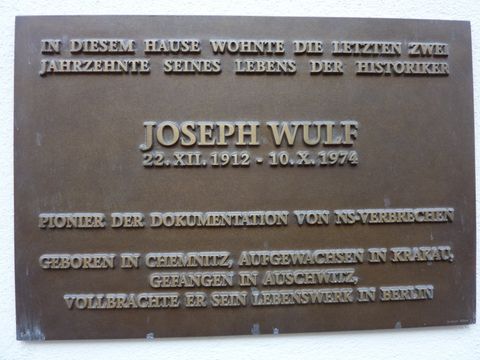 IN DIESEM HAUSE WOHNTE DIE LETZTEN ZWEI
JAHRZEHNTE SEINES LEBENS DER HISTORIKER
JOSEPH WULF
22. XII. 1912 - 10. X. 1974
PIONIER DER DOKUMENTATION VON NS-VERBRECHEN
GEBOREN IN CHEMNITZ, AUFGEWACHSEN IN KRAKAU,
GEFANGEN IN AUSCHWITZ,
VOLLBRACHTE ER SEIN LEBENSWERK IN BERLIN